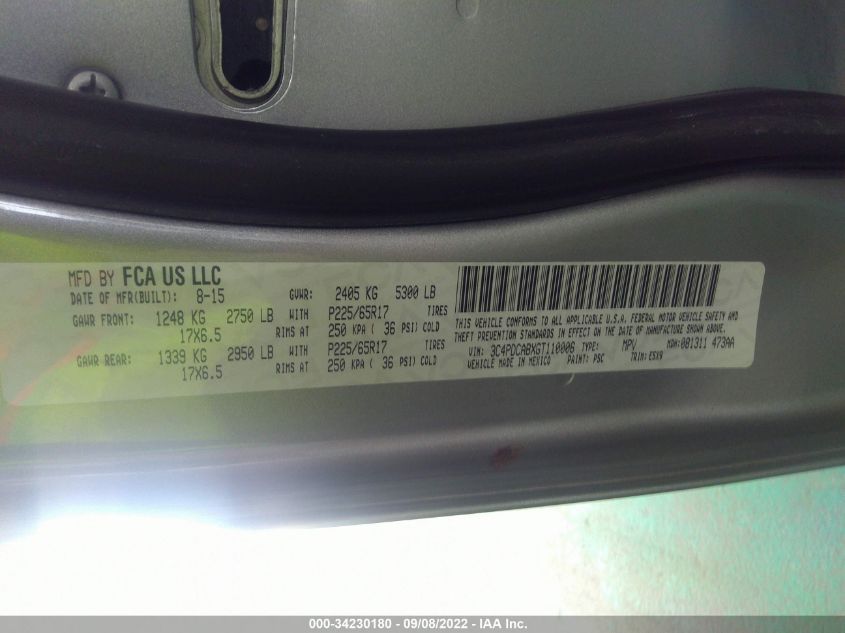 MFD BY FCA US LLC
DATE OF MFR(BUILT): 8-15 GVWR: 2405 KG 5300 LB
GAWR FRONT: 1248 KG 2750 LB WITH P225/65R17 TIRES
17X6.5 RIMS AT 250 KPA ( 36 PSI) COLD
GAWR REAR: 1339 KG 2950 LB WITH P225/65R17 TIRES
17X6.5 RIMS AT 250 KPA ( 36 PSI) COLD
THIS VEHICLE CONFORMS TO ALL APPLICABLE U.S.A. FEDERAL MOTOR VEHICLE SAFETY AND
THEFT PREVENTION STANDARDS IN EFFECT ON THE DATE OF MANUFACTURE SHOWN ABOVE.
VIN: 3C4PDCABXGT110006 TYPE: MPV MDH: 081311 473AA
VEHICLE MADE IN MEXICO PAINT: PSC TRIM: E5X9
000-34230180 - 09/08/2022 - IAA Inc.